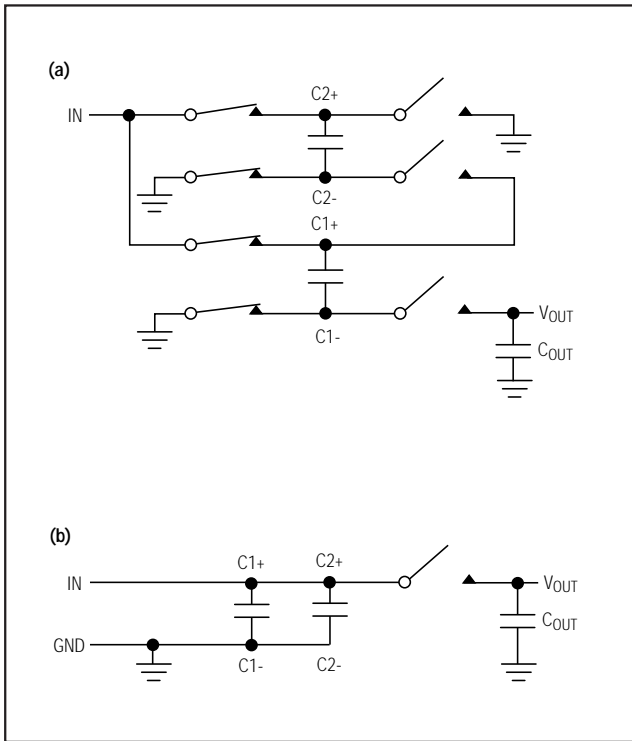 (a)
C2+
IN
C2-
C1+
VOUT
COUT
C1-
(b)
C1+ C2+
IN
VOUT
COUT
GND
C1- C2-